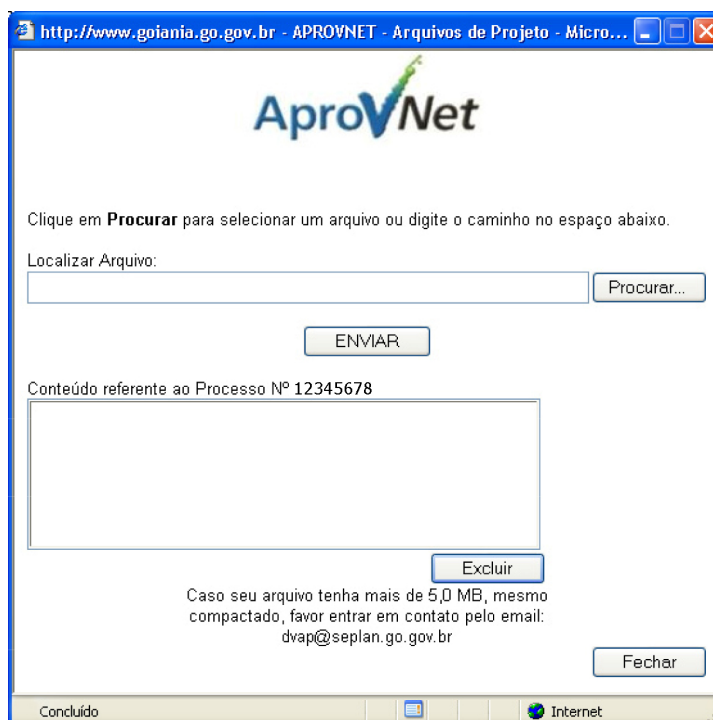 http://www.goiania.go.gov.br - APROVNET - Arquivos de Projeto - Micro...
AproVNet
Clique em Procurar para selecionar um arquivo ou digite o caminho no espaço abaixo.
Localizar Arquivo:
Procurar...
ENVIAR
Conteúdo referente ao Processo Nº 12345678
Excluir
Caso seu arquivo tenha mais de 5,0 MB, mesmo
compactado, favor entrar em contato pelo email:
dvap@seplan.go.gov.br
Fechar
Concluído
Internet